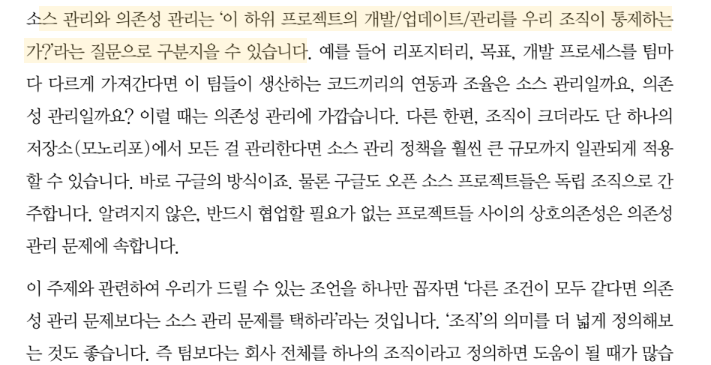 소스 관리와 의존성 관리는 ‘이 하위 프로젝트의 개발/업데이트/관리를 우리 조직이 통제하는
가?’라는 질문으로 구분지을 수 있습니다. 예를 들어 리포지터리, 목표, 개발 프로세스를 팀마
다 다르게 가져간다면 이 팀들이 생산하는 코드끼리의 연동과 조율은 소스 관리일까요, 의존
성 관리일까요? 이럴 때는 의존성 관리에 가깝습니다. 다른 한편, 조직이 크더라도 단 하나의
저장소(모노리포)에서 모든 걸 관리한다면 소스 관리 정책을 훨씬 큰 규모까지 일관되게 적용
할 수 있습니다. 바로 구글의 방식이죠. 물론 구글도 오픈 소스 프로젝트들은 독립 조직으로 간
주합니다. 알려지지 않은, 반드시 협업할 필요가 없는 프로젝트들 사이의 상호의존성은 의존성
관리 문제에 속합니다.
이 주제와 관련하여 우리가 드릴 수 있는 조언을 하나만 꼽자면 ‘다른 조건이 모두 같다면 의존
성 관리 문제보다는 소스 관리 문제를 택하라’라는 것입니다. ‘조직’의 의미를 더 넓게 정의해보
는 것도 좋습니다. 즉 팀보다는 회사 전체를 하나의 조직이라고 정의하면 도움이 될 때가 많습